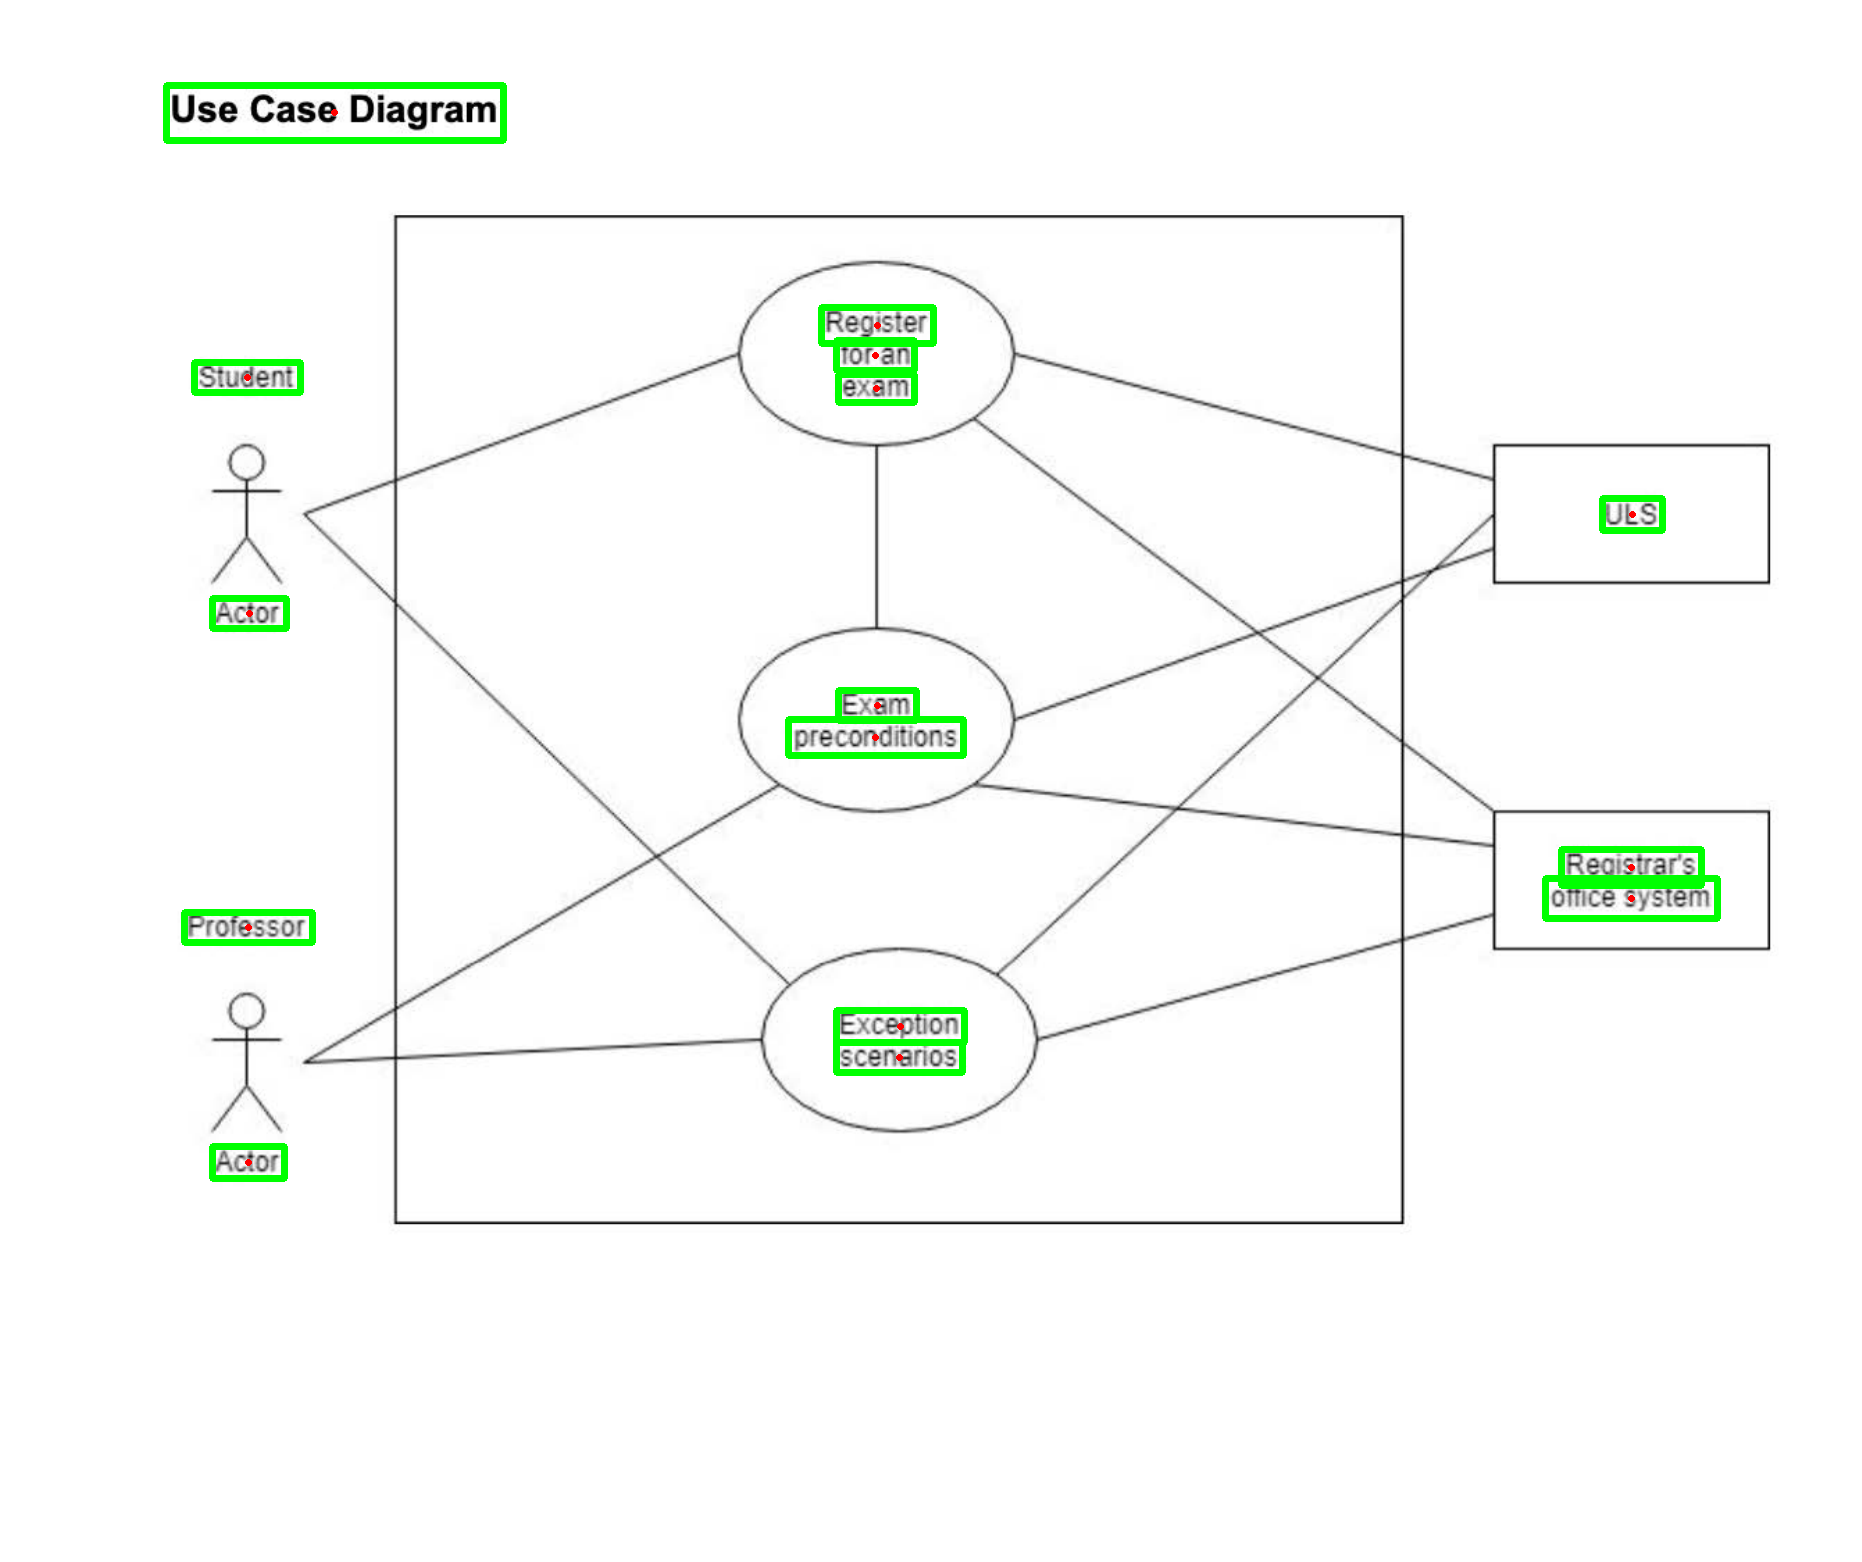 Use Case Diagram
Register
for an
exam
Student
ULS
Actor
Exam
preconditions
Registrar's
office system
Professor
Exception
scenarios
Actor